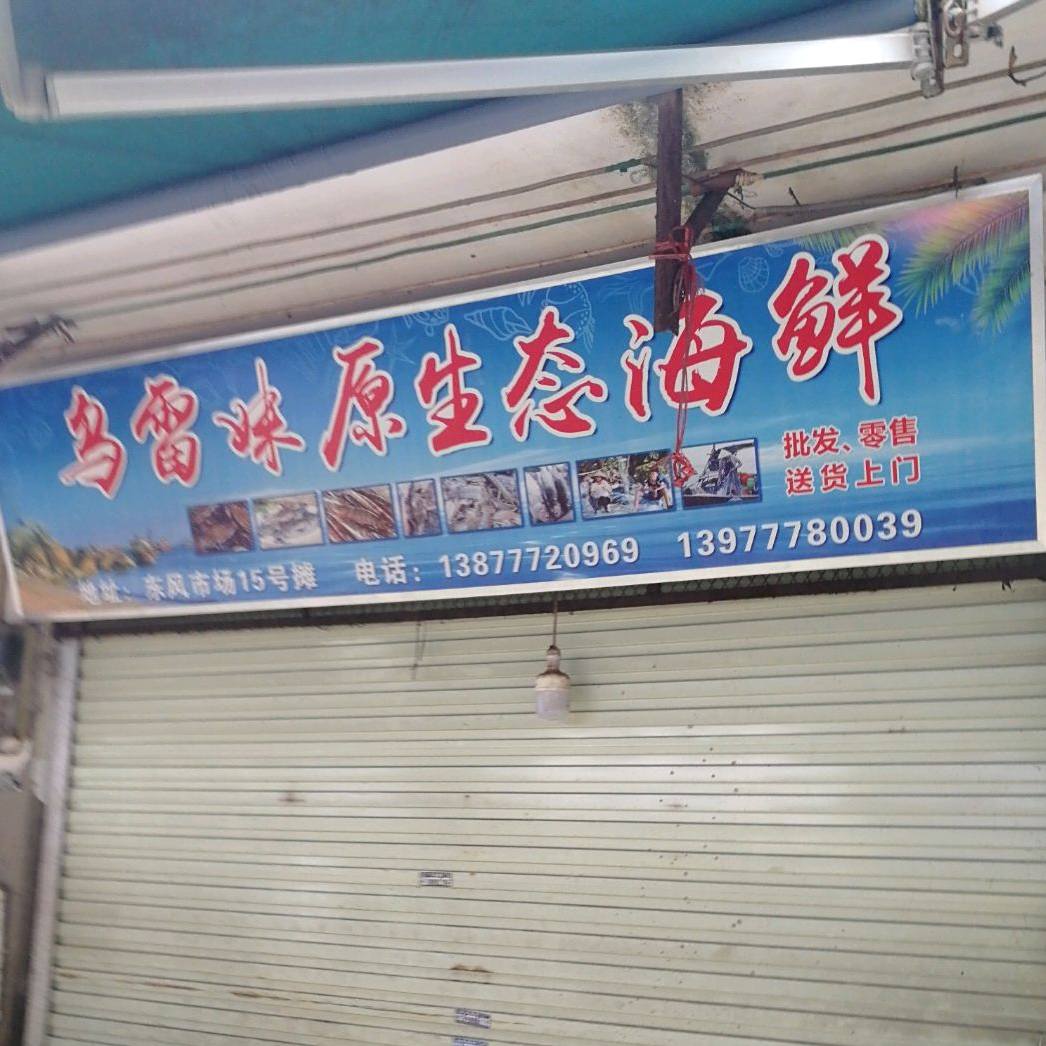 乌雷妹原生态海鲜
批发、零售
送货上门
地址：东风市场15号摊 电话：13877720969 13977780039